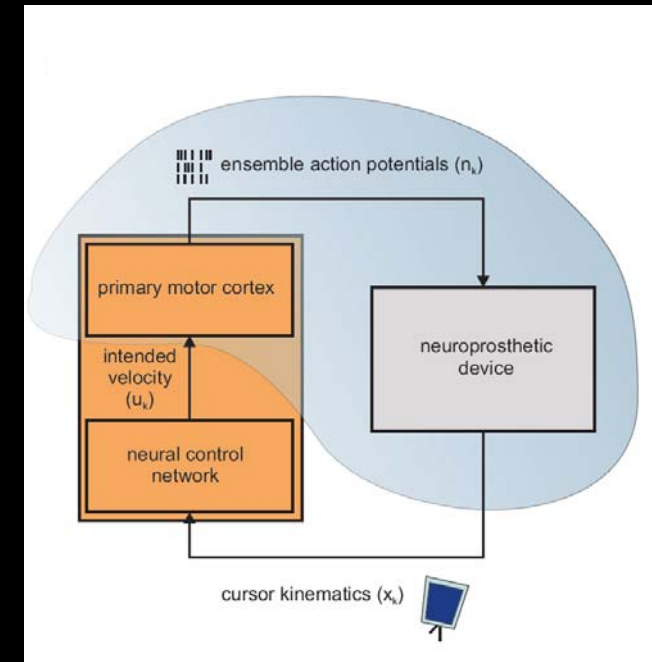 ensemble action potentials (nₖ)
primary motor cortex
intended
velocity
(uₖ)
neuroprosthetic
device
neural control
network
cursor kinematics (xₖ)